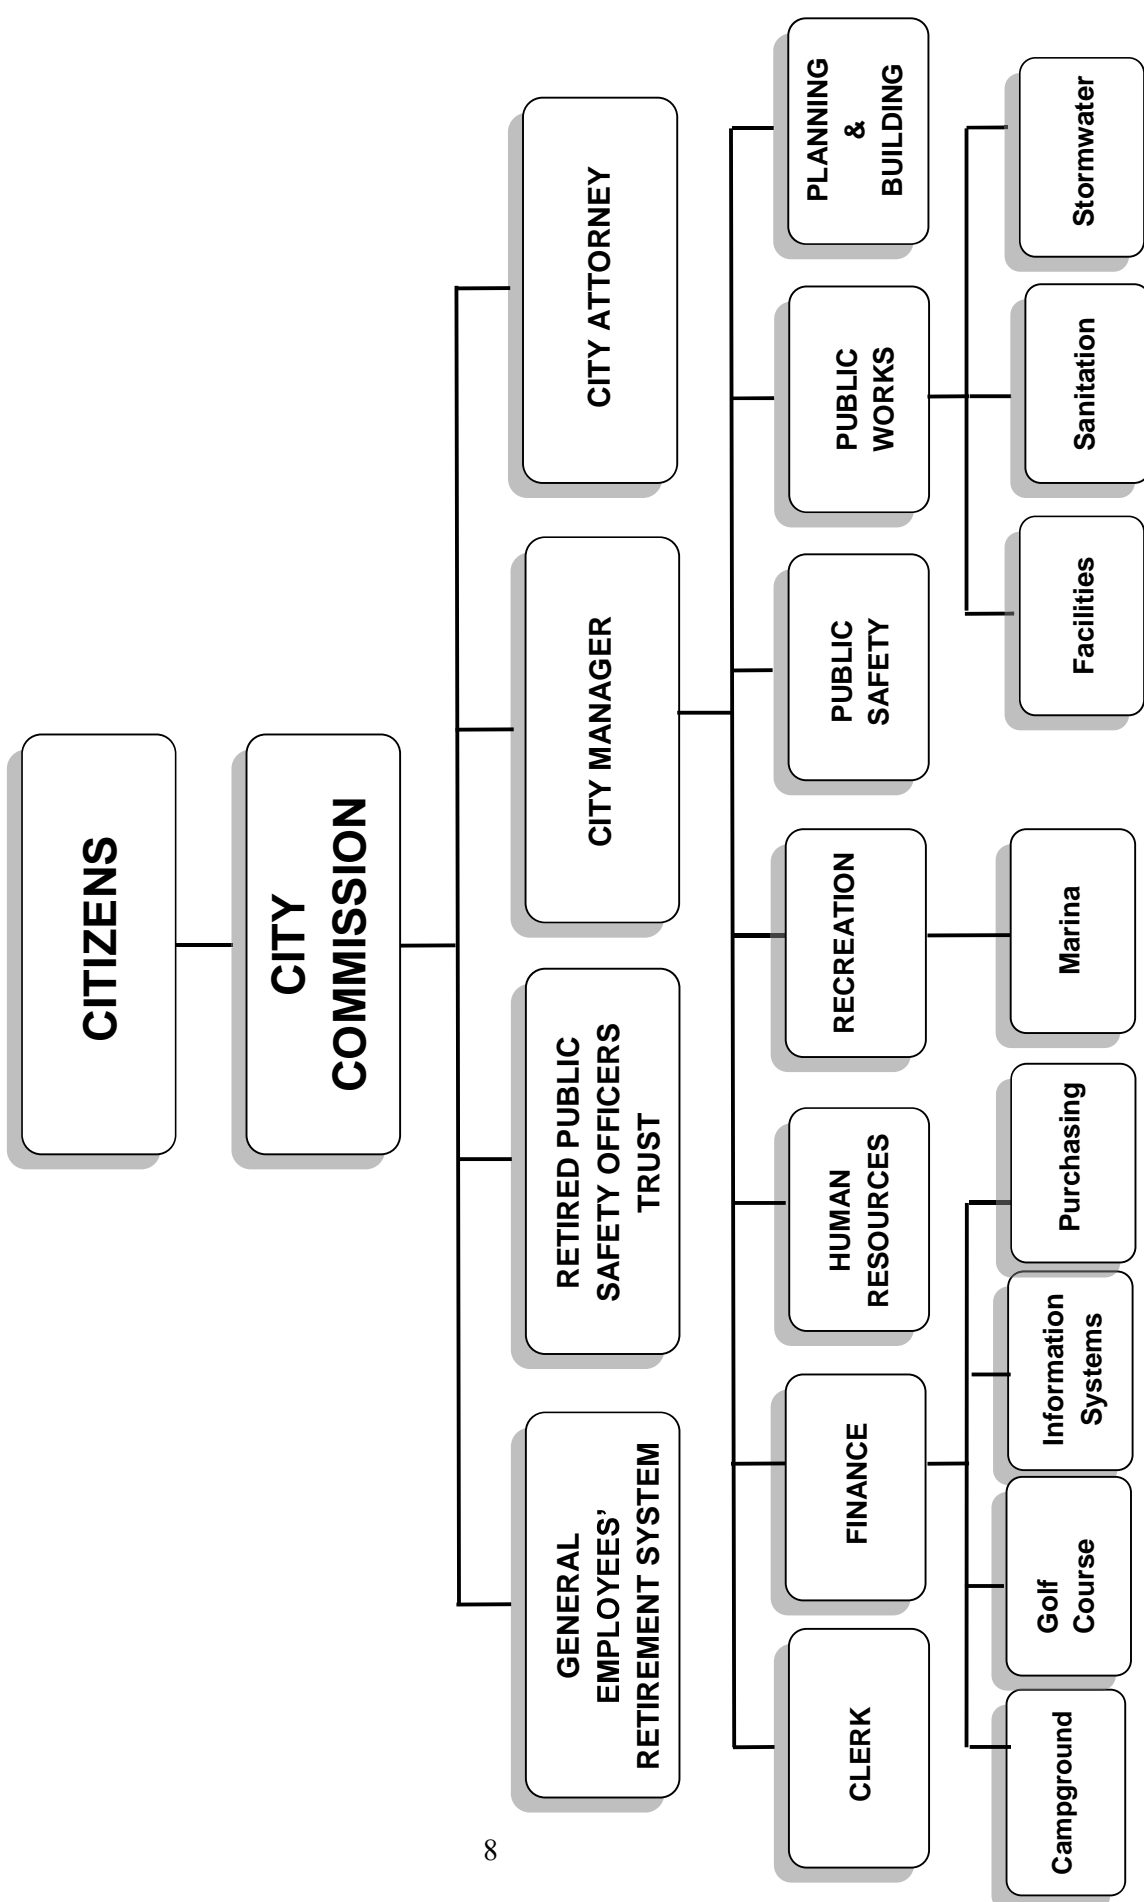 CITIZENS
CITY
COMMISSION
GENERAL
EMPLOYEES’
RETIREMENT SYSTEM
RETIRED PUBLIC
SAFETY OFFICERS
TRUST
CITY MANAGER
CITY ATTORNEY
CLERK
FINANCE
HUMAN
RESOURCES
RECREATION
PUBLIC
SAFETY
PUBLIC
WORKS
PLANNING
&
BUILDING
Campground
Golf
Course
Information
Systems
Purchasing
Marina
Facilities
Sanitation
Stormwater
8